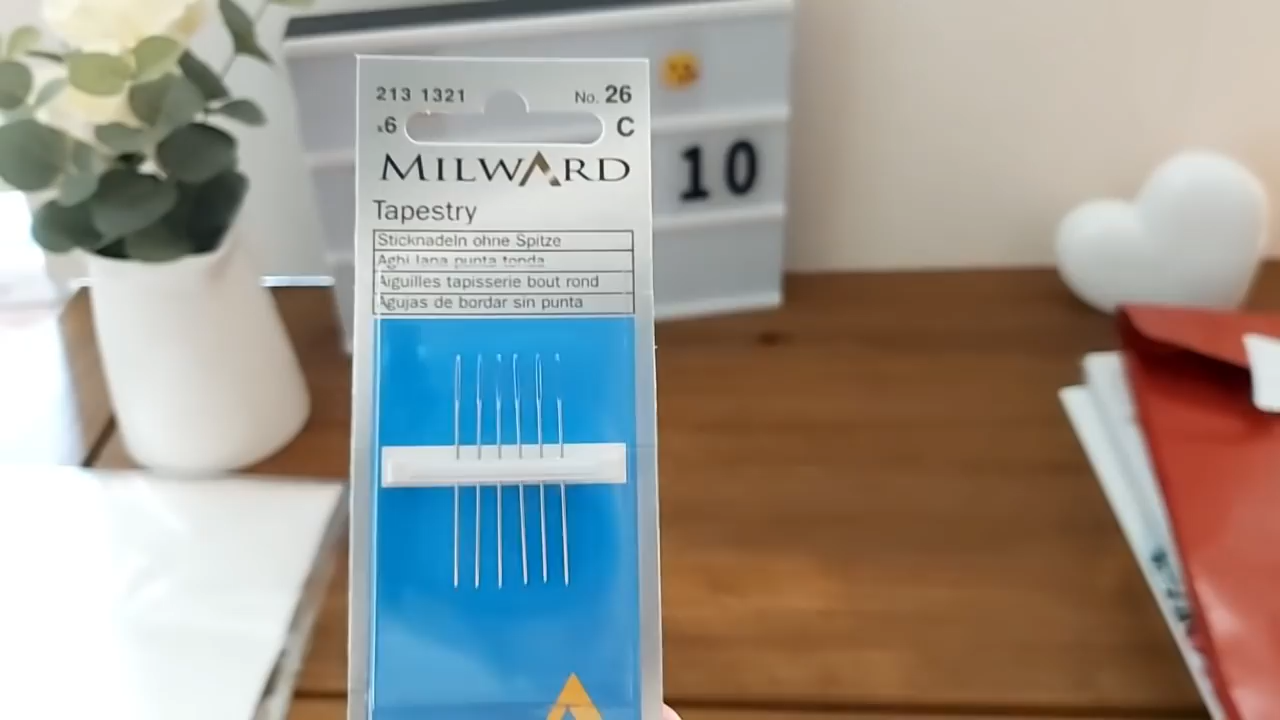 213 1321
No. 26
x6
C
MILWARD
Tapestry
Sticknadeln ohne Spitze
Aghi lana punta tonda
Aiguilles tapisserie bout rond
Agujas de bordar sin punta
10